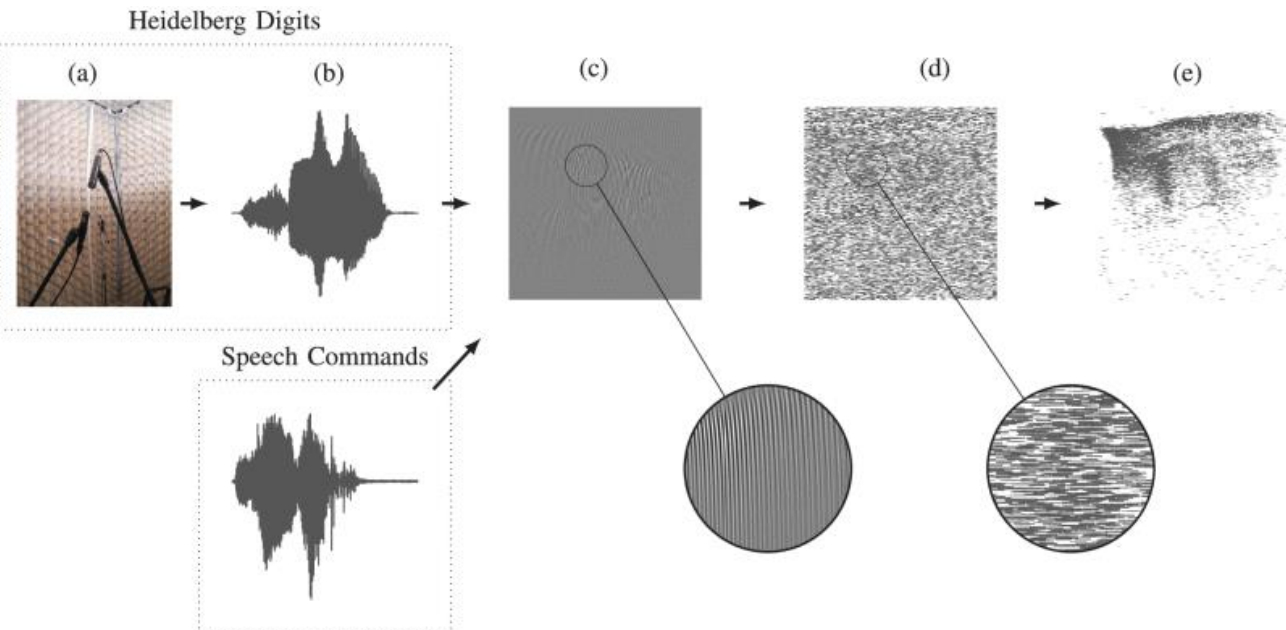 Heidelberg Digits
(a)
(b)
(c)
(d)
(e)
Speech Commands